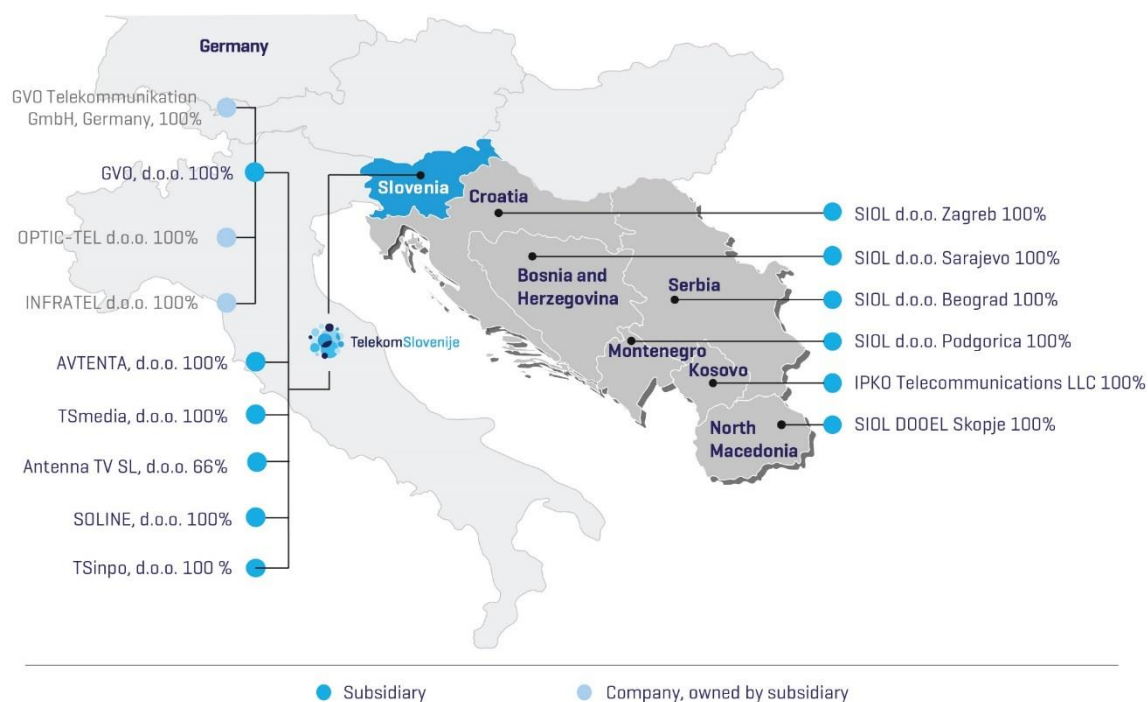 Germany
GVO Telekommunikation
GmbH, Germany, 100%
GVO, d.o.o. 100%
OPTIC-TEL d.o.o. 100%
INFRATEL d.o.o. 100%
AVTENTA, d.o.o. 100%
TSmedia, d.o.o. 100%
Antenna TV SL, d.o.o. 66%
SOLINE, d.o.o. 100%
TSinpo, d.o.o. 100 %
TelekomSlovenije
Slovenia
Croatia
Bosnia and
Herzegovina
Serbia
Montenegro
Kosovo
North
Macedonia
SIOL d.o.o. Zagreb 100%
SIOL d.o.o. Sarajevo 100%
SIOL d.o.o. Beograd 100%
SIOL d.o.o. Podgorica 100%
IPKO Telecommunications LLC 100%
SIOL DOOEL Skopje 100%
Subsidiary
Company, owned by subsidiary